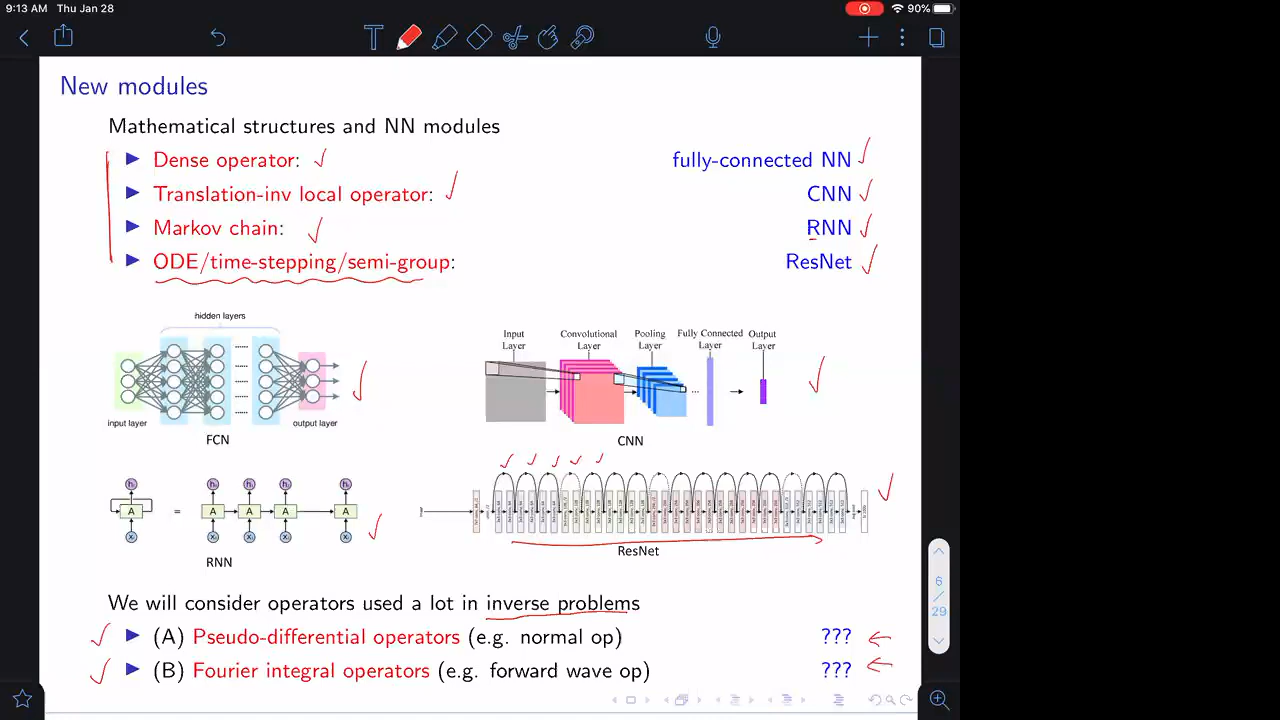 9:13 AM Thu Jan 28
90%
New modules
Mathematical structures and NN modules
▶ Dense operator: fully-connected NN
▶ Translation-inv local operator: CNN
▶ Markov chain: RNN
▶ ODE/time-stepping/semi-group: ResNet
hidden layers
input layer
output layer
FCN
Input Layer
Convolutional Layer
Pooling Layer
Fully Connected Layer
Output Layer
CNN
A = A A A A
RNN
ResNet
We will consider operators used a lot in inverse problems
▶ (A) Pseudo-differential operators (e.g. normal op) ???
▶ (B) Fourier integral operators (e.g. forward wave op) ???
6
/
29